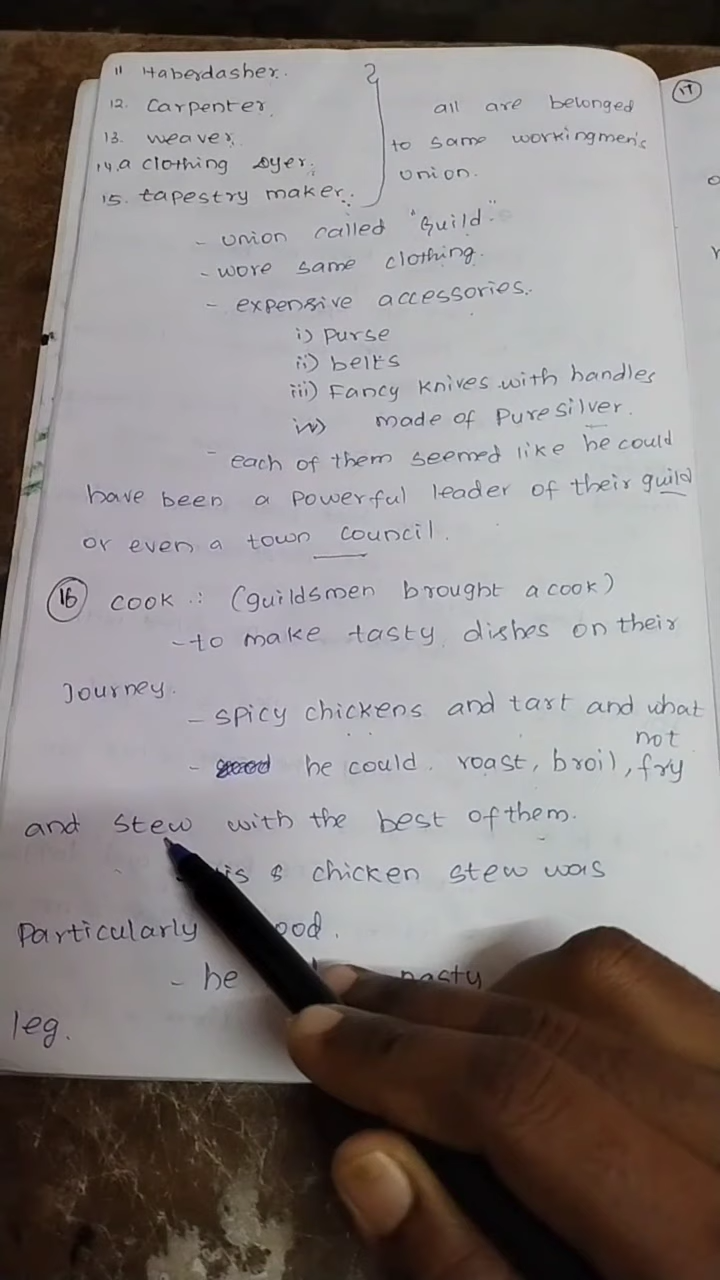 11 Haberdasher.
12. Carpenter
13. weaver
14. a clothing Dyer.
15. tapestry maker.
all are belonged
to same workingmen's
union.
- union called "Guild."
- wore same clothing.
- expensive accessories.
i) Purse
ii) belts
iii) Fancy knives with handles
iv) made of Pure silver.
- each of them seemed like he could
have been a powerful leader of their guild
or even a town council.
16 cook : (guildsmen brought a cook)
- to make tasty dishes on their
Journey.
- spicy chickens and tart and what
not
- he could roast, broil, fry
and stew with the best of them.
& chicken stew was
Particularly
- he nasty
leg.
17